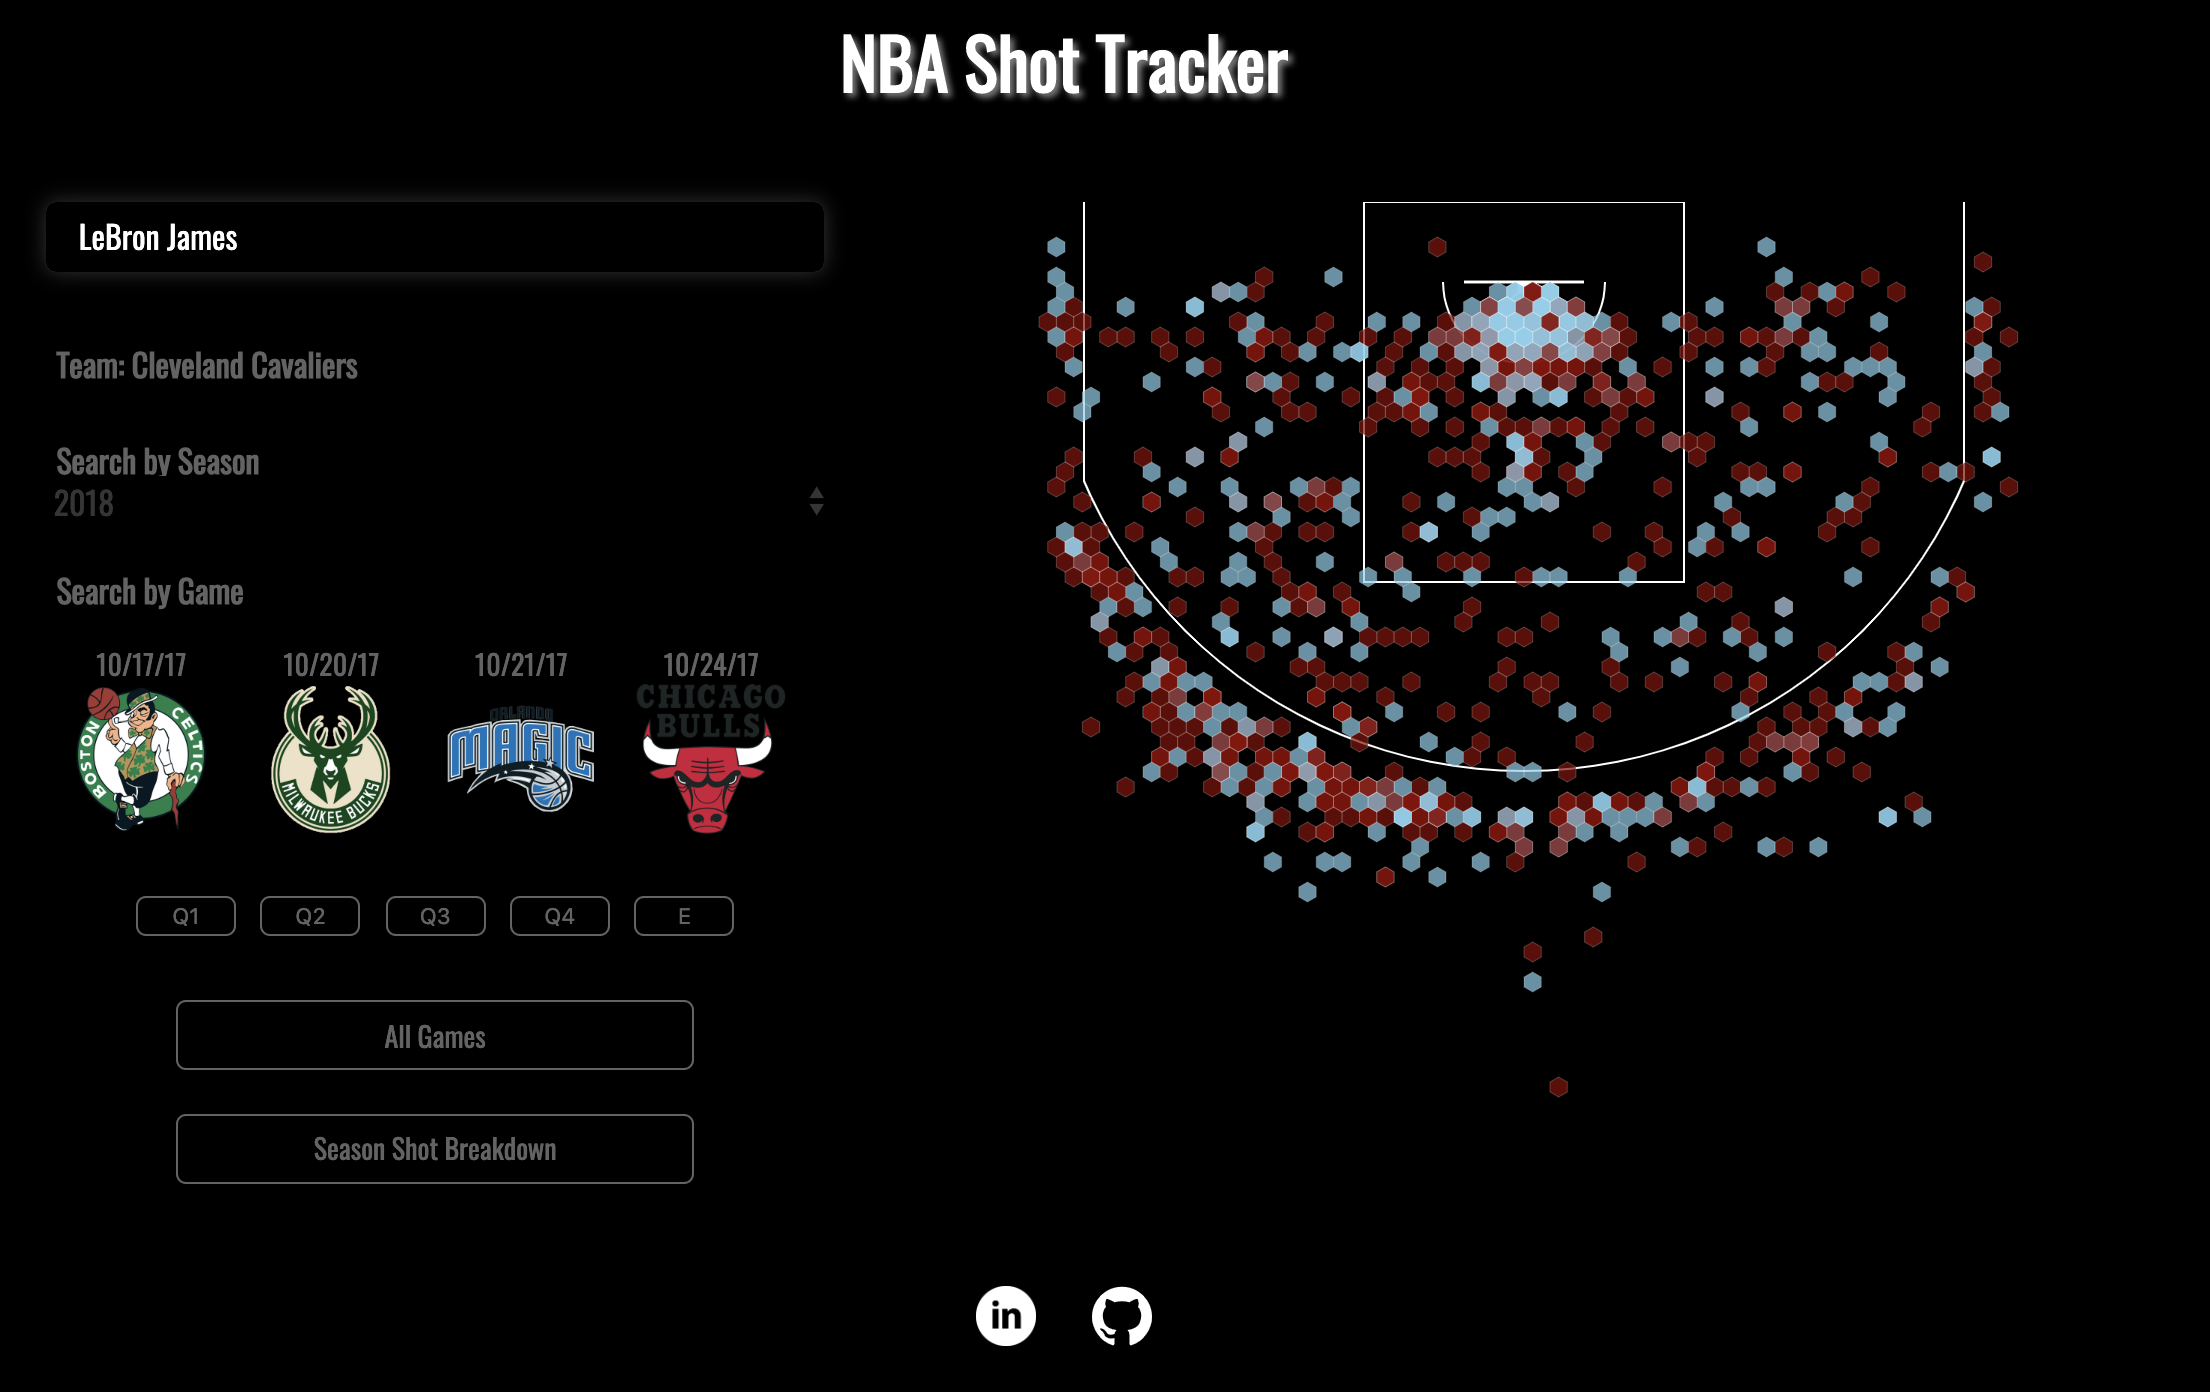 NBA Shot Tracker
LeBron James
Team: Cleveland Cavaliers
Search by Season
2018
Search by Game
10/17/17 10/20/17 10/21/17 10/24/17
BOSTON CELTICS
MILWAUKEE BUCKS
ORLANDO
MAGIC
CHICAGO
BULLS
Q1 Q2 Q3 Q4 E
All Games
Season Shot Breakdown
in